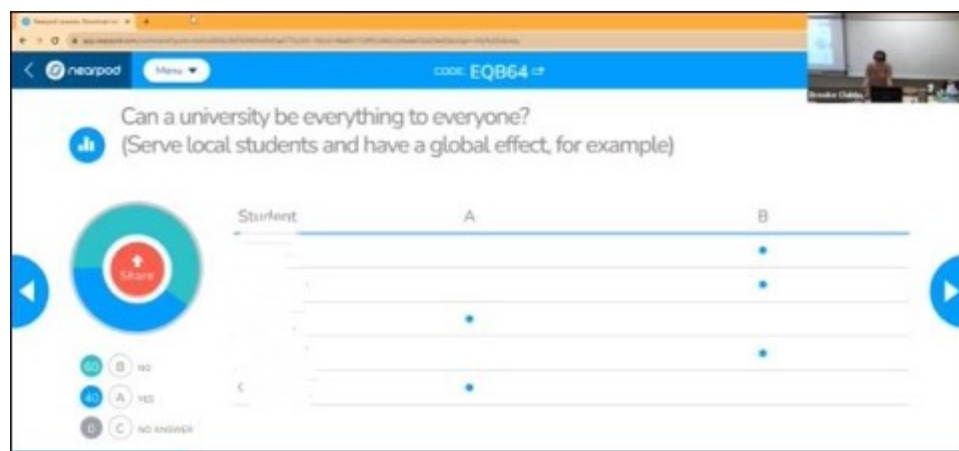 nearpod
Menu
CODE: EQB64
Can a university be everything to everyone?
(Serve local students and have a global effect, for example)
Student A B
Share
60 B NO
40 A YES
0 C NO ANSWER